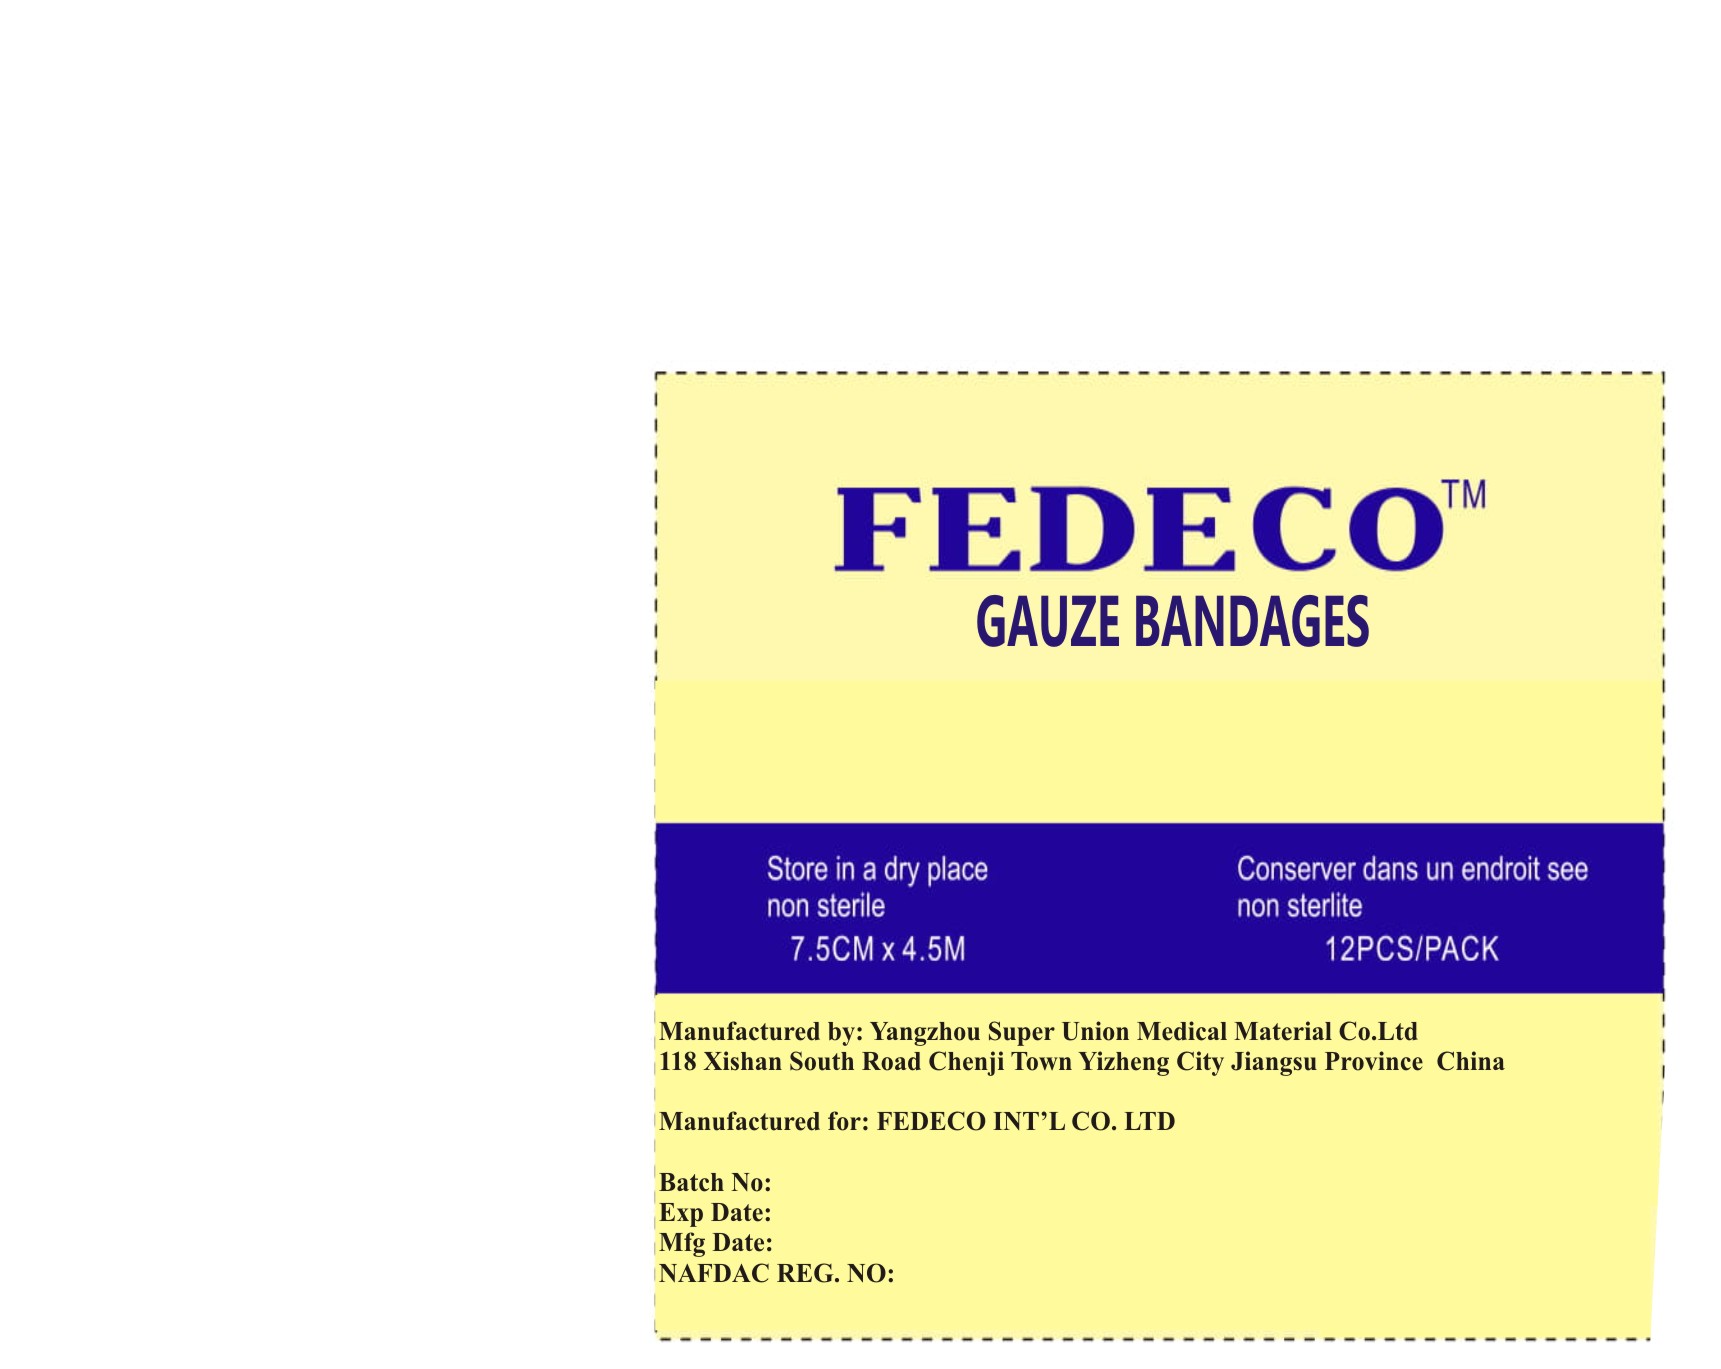 FEDECO™
GAUZE BANDAGES
Store in a dry place
non sterile
7.5CM x 4.5M
Conserver dans un endroit see
non sterlite
12PCS/PACK
Manufactured by: Yangzhou Super Union Medical Material Co.Ltd
118 Xishan South Road Chenji Town Yizheng City Jiangsu Province  China
Manufactured for: FEDECO INT’L CO. LTD
Batch No:
Exp Date:
Mfg Date:
NAFDAC REG. NO: